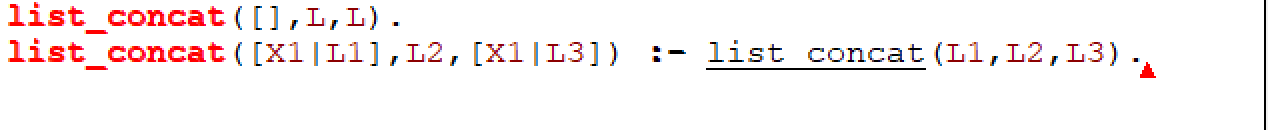 list_concat([],L,L).
list_concat([X1|L1],L2,[X1|L3]) :- list_concat(L1,L2,L3).